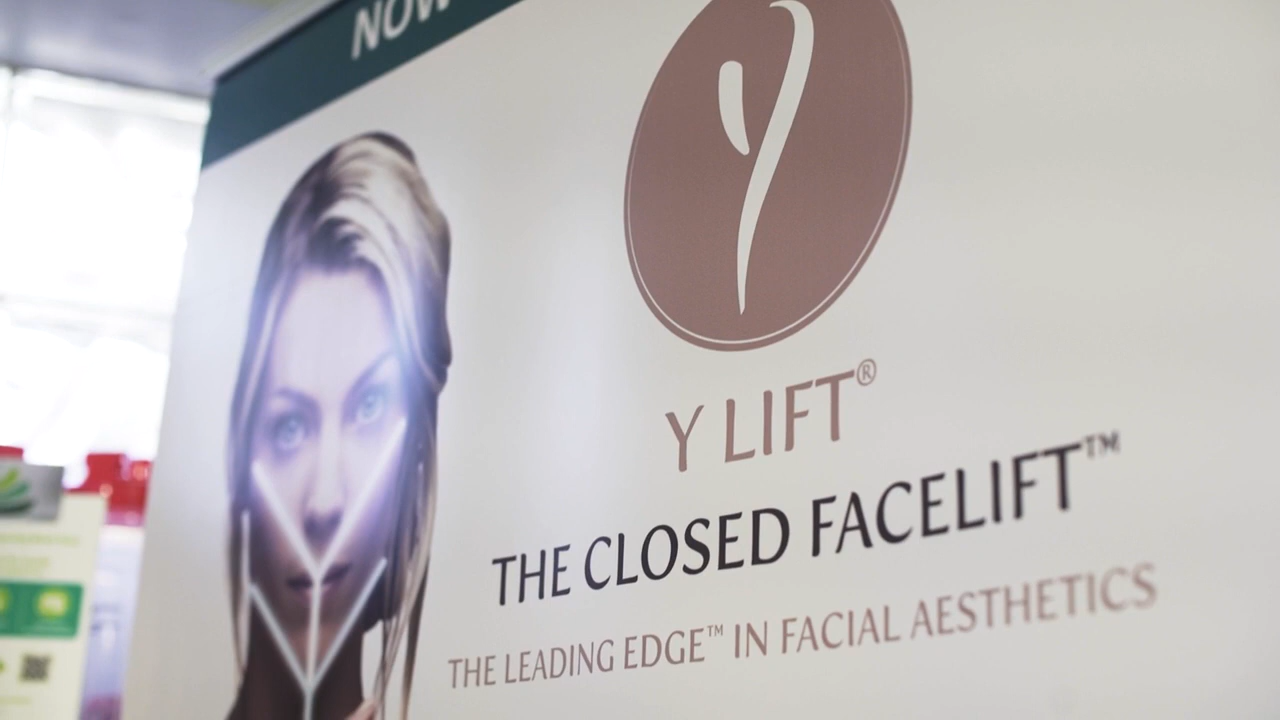 NOW
Y LIFT®
THE CLOSED FACELIFT™
THE LEADING EDGE™ IN FACIAL AESTHETICS